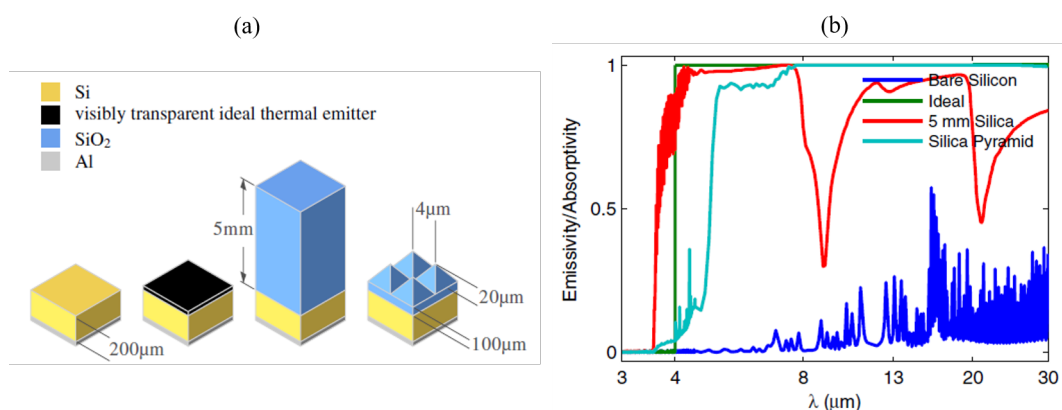 (a)
Si
visibly transparent ideal thermal emitter
SiO₂
Al
5mm
4μm
20μm
200μm
100μm
(b)
Emissivity/Absorptivity
1
0.5
0
Bare Silicon
Ideal
5 mm Silica
Silica Pyramid
3 4 8 13 20 30
λ (μm)